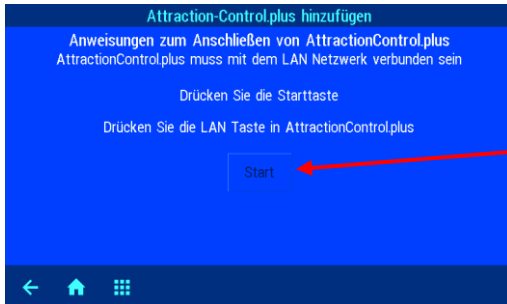 Attraction-Control.plus hinzufügen
Anweisungen zum Anschließen von AttractionControl.plus
AttractionControl.plus muss mit dem LAN Netzwerk verbunden sein
Drücken Sie die Starttaste
Drücken Sie die LAN Taste in AttractionControl.plus
Start